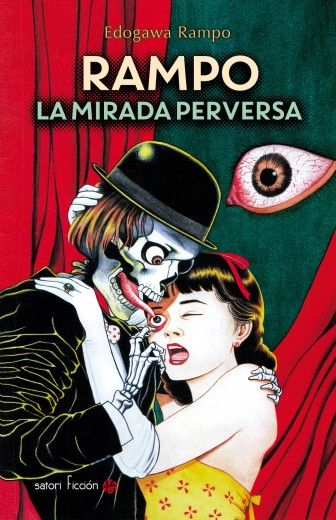 Edogawa Rampo
RAMPO
LA MIRADA PERVERSA
satori ficción